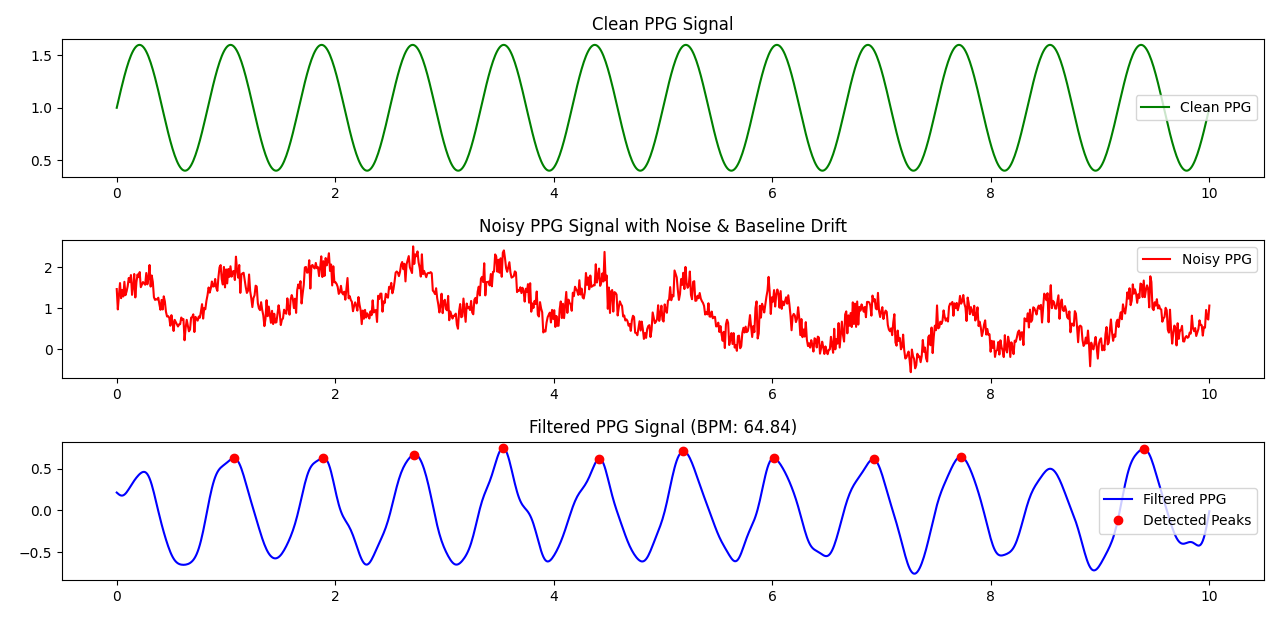 Clean PPG Signal
1.5
1.0
0.5
Clean PPG
0 2 4 6 8 10
Noisy PPG Signal with Noise & Baseline Drift
2
1
0
Noisy PPG
0 2 4 6 8 10
Filtered PPG Signal (BPM: 64.84)
0.5
0.0
−0.5
Filtered PPG
Detected Peaks
0 2 4 6 8 10